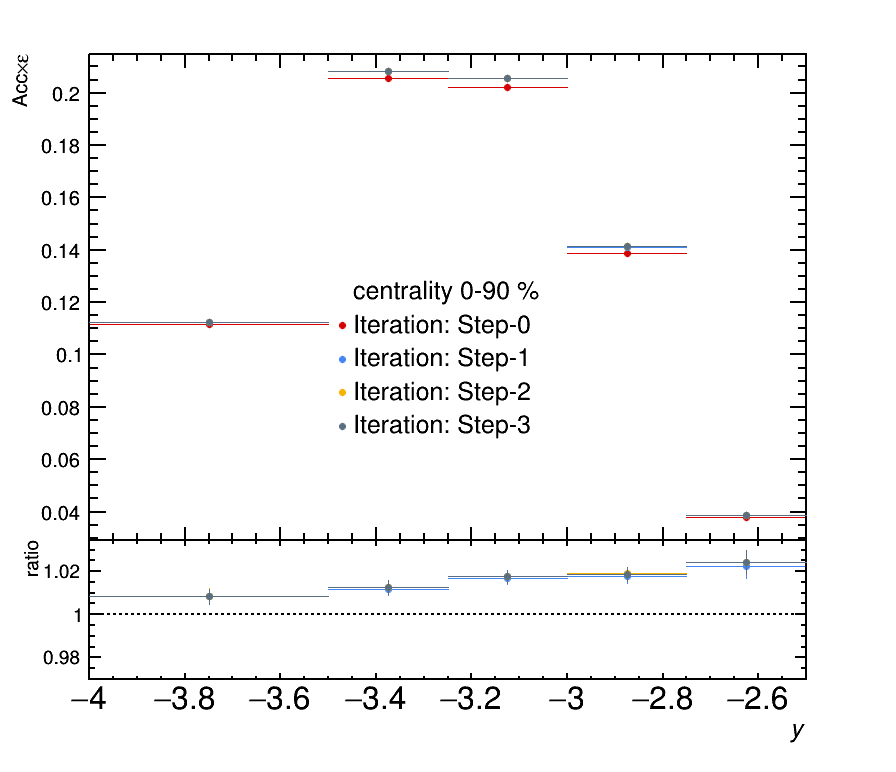 Acc×ε
0.2
0.18
0.16
0.14
0.12
0.1
0.08
0.06
0.04
centrality 0-90 %
Iteration: Step-0
Iteration: Step-1
Iteration: Step-2
Iteration: Step-3
ratio
1.02
1
0.98
−4 −3.8 −3.6 −3.4 −3.2 −3 −2.8 −2.6
y